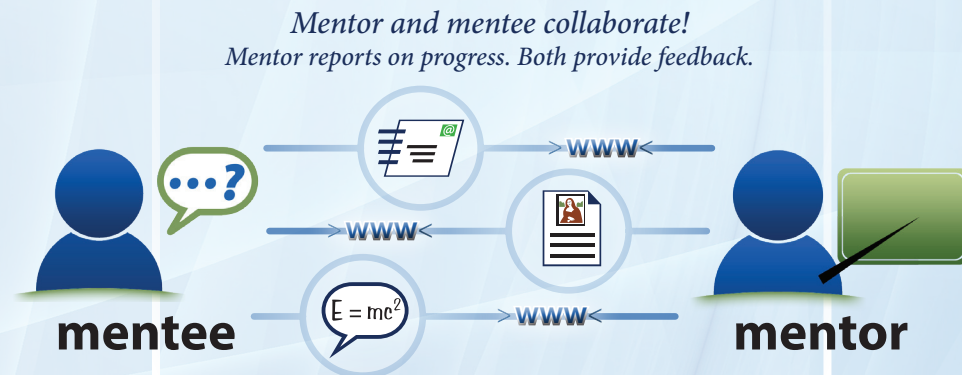 Mentor and mentee collaborate!
Mentor reports on progress. Both provide feedback.
@
...?
>WWW<
>WWW<
E = mc²
>WWW<
mentee
mentor